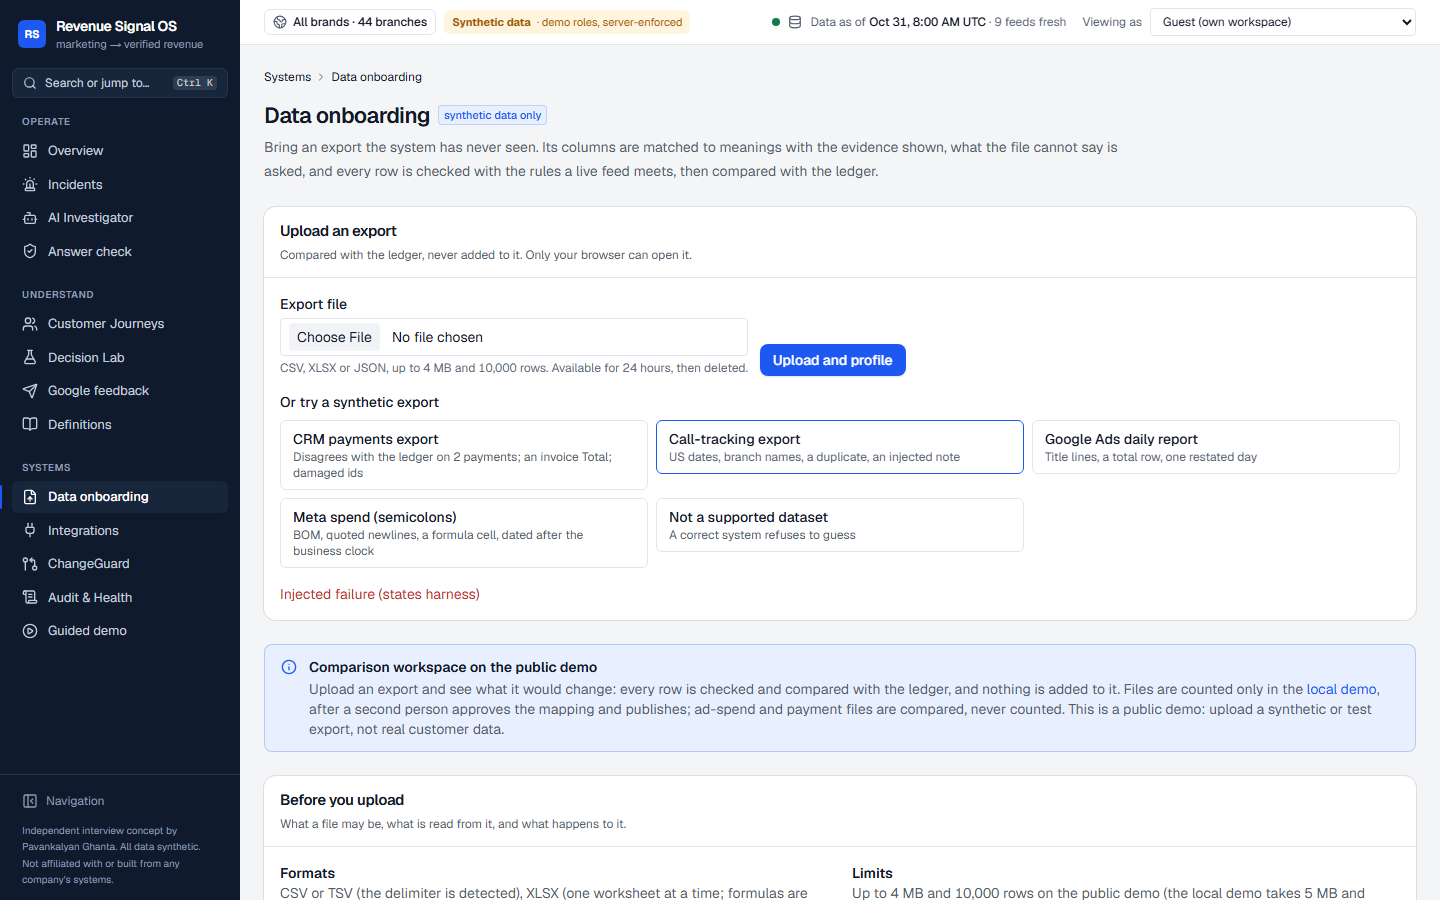 RS
Revenue Signal OS
marketing → verified revenue
Search or jump to...
Ctrl K
OPERATE
Overview
Incidents
AI Investigator
Answer check
UNDERSTAND
Customer Journeys
Decision Lab
Google feedback
Definitions
SYSTEMS
Data onboarding
Integrations
ChangeGuard
Audit & Health
Guided demo
Navigation
Independent interview concept by
Pavankalyan Ghanta. All data synthetic.
Not affiliated with or built from any
company's systems.
All brands · 44 branches
Synthetic data · demo roles, server-enforced
Data as of Oct 31, 8:00 AM UTC · 9 feeds fresh
Viewing as
Guest (own workspace)
Systems > Data onboarding
Data onboarding
synthetic data only
Bring an export the system has never seen. Its columns are matched to meanings with the evidence shown, what the file cannot say is
asked, and every row is checked with the rules a live feed meets, then compared with the ledger.
Upload an export
Compared with the ledger, never added to it. Only your browser can open it.
Export file
Choose File No file chosen
Upload and profile
CSV, XLSX or JSON, up to 4 MB and 10,000 rows. Available for 24 hours, then deleted.
Or try a synthetic export
CRM payments export
Disagrees with the ledger on 2 payments; an invoice Total;
damaged ids
Call-tracking export
US dates, branch names, a duplicate, an injected note
Google Ads daily report
Title lines, a total row, one restated day
Meta spend (semicolons)
BOM, quoted newlines, a formula cell, dated after the
business clock
Not a supported dataset
A correct system refuses to guess
Injected failure (states harness)
Comparison workspace on the public demo
Upload an export and see what it would change: every row is checked and compared with the ledger, and nothing is added to it. Files are counted only in the local demo,
after a second person approves the mapping and publishes; ad-spend and payment files are compared, never counted. This is a public demo: upload a synthetic or test
export, not real customer data.
Before you upload
What a file may be, what is read from it, and what happens to it.
Formats
CSV or TSV (the delimiter is detected), XLSX (one worksheet at a time; formulas are
Limits
Up to 4 MB and 10,000 rows on the public demo (the local demo takes 5 MB and